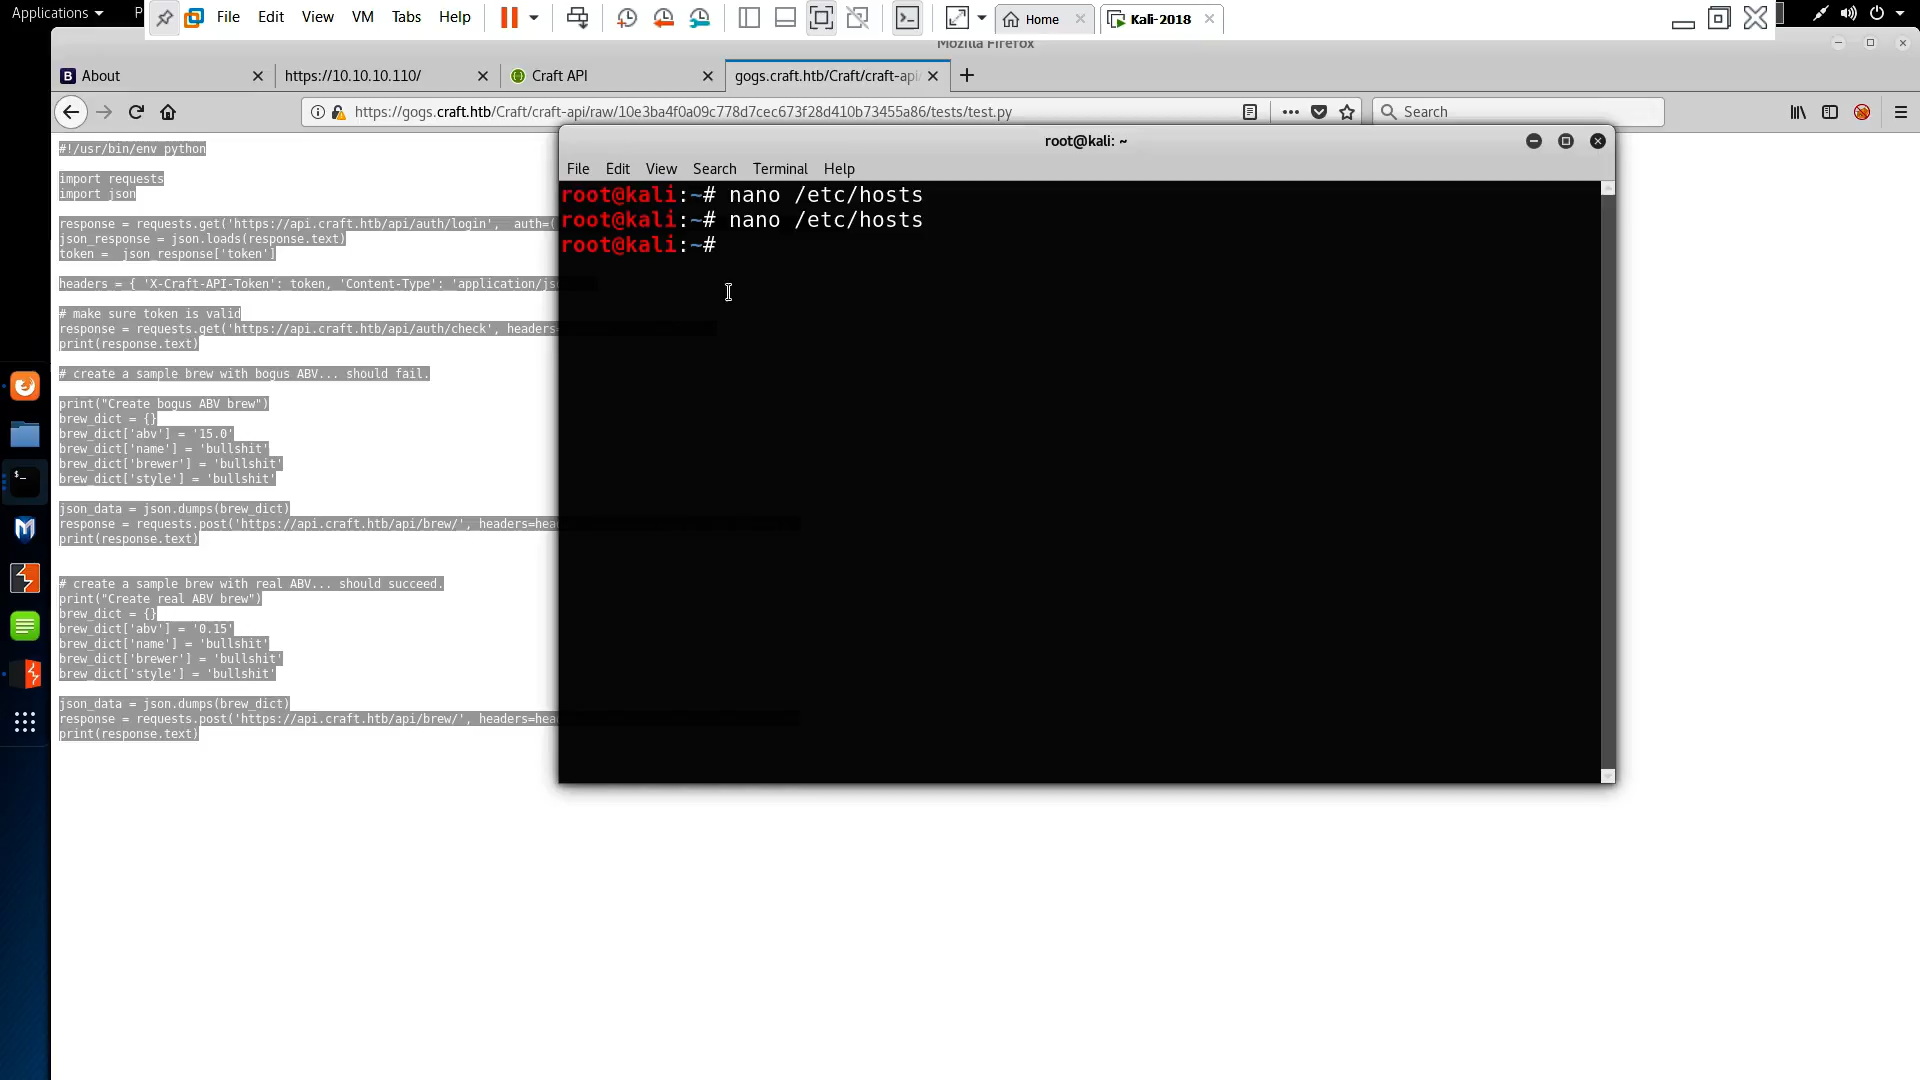 Applications
P
File Edit View VM Tabs Help
Home
Kali-2018
Mozilla Firefox
About
https://10.10.10.110/
Craft API
gogs.craft.htb/Craft/craft-api/
https://gogs.craft.htb/Craft/craft-api/raw/10e3ba4f0a09c778d7cec673f28d410b73455a86/tests/test.py
Search
#!/usr/bin/env python
import requests
import json
response = requests.get('https://api.craft.htb/api/auth/login',  auth=(
json_response = json.loads(response.text)
token =  json_response['token']
headers = { 'X-Craft-API-Token': token, 'Content-Type': 'application/js
# make sure token is valid
response = requests.get('https://api.craft.htb/api/auth/check', headers=
print(response.text)
# create a sample brew with bogus ABV... should fail.
print("Create bogus ABV brew")
brew_dict = {}
brew_dict['abv'] = '15.0'
brew_dict['name'] = 'bullshit'
brew_dict['brewer'] = 'bullshit'
brew_dict['style'] = 'bullshit'
json_data = json.dumps(brew_dict)
response = requests.post('https://api.craft.htb/api/brew/', headers=hea
print(response.text)
# create a sample brew with real ABV... should succeed.
print("Create real ABV brew")
brew_dict = {}
brew_dict['abv'] = '0.15'
brew_dict['name'] = 'bullshit'
brew_dict['brewer'] = 'bullshit'
brew_dict['style'] = 'bullshit'
json_data = json.dumps(brew_dict)
response = requests.post('https://api.craft.htb/api/brew/', headers=hea
print(response.text)
root@kali: ~
File Edit View Search Terminal Help
root@kali:~# nano /etc/hosts
root@kali:~# nano /etc/hosts
root@kali:~#